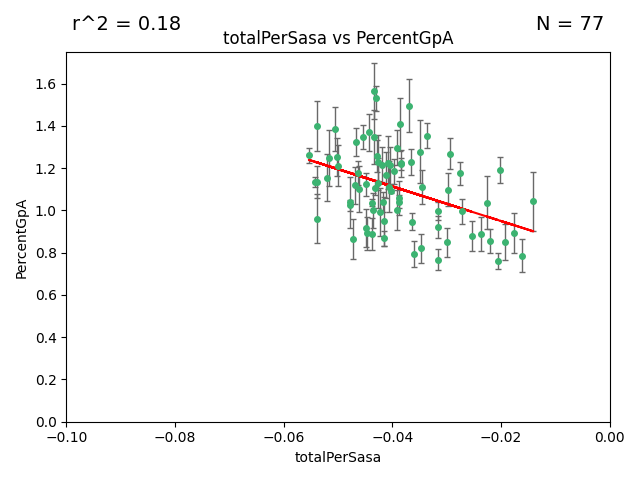 r^2 = 0.18
N = 77
totalPerSasa vs PercentGpA
PercentGpA
1.6
1.4
1.2
1.0
0.8
0.6
0.4
0.2
0.0
−0.10 −0.08 −0.06 −0.04 −0.02 0.00
totalPerSasa